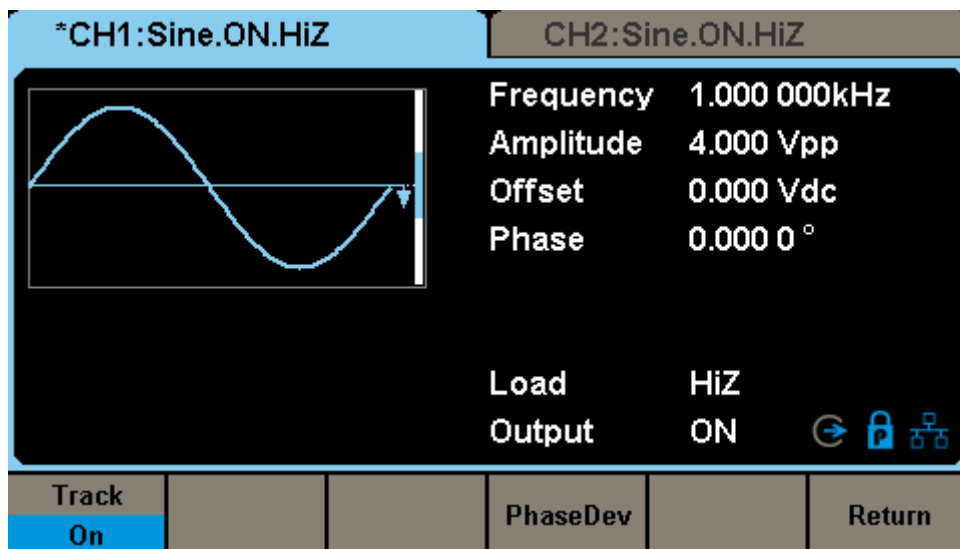 *CH1:Sine.ON.HiZ
CH2:Sine.ON.HiZ
Frequency 1.000 000kHz
Amplitude 4.000 Vpp
Offset 0.000 Vdc
Phase 0.000 0 °
Load HiZ
Output ON
P
Track
On
PhaseDev
Return